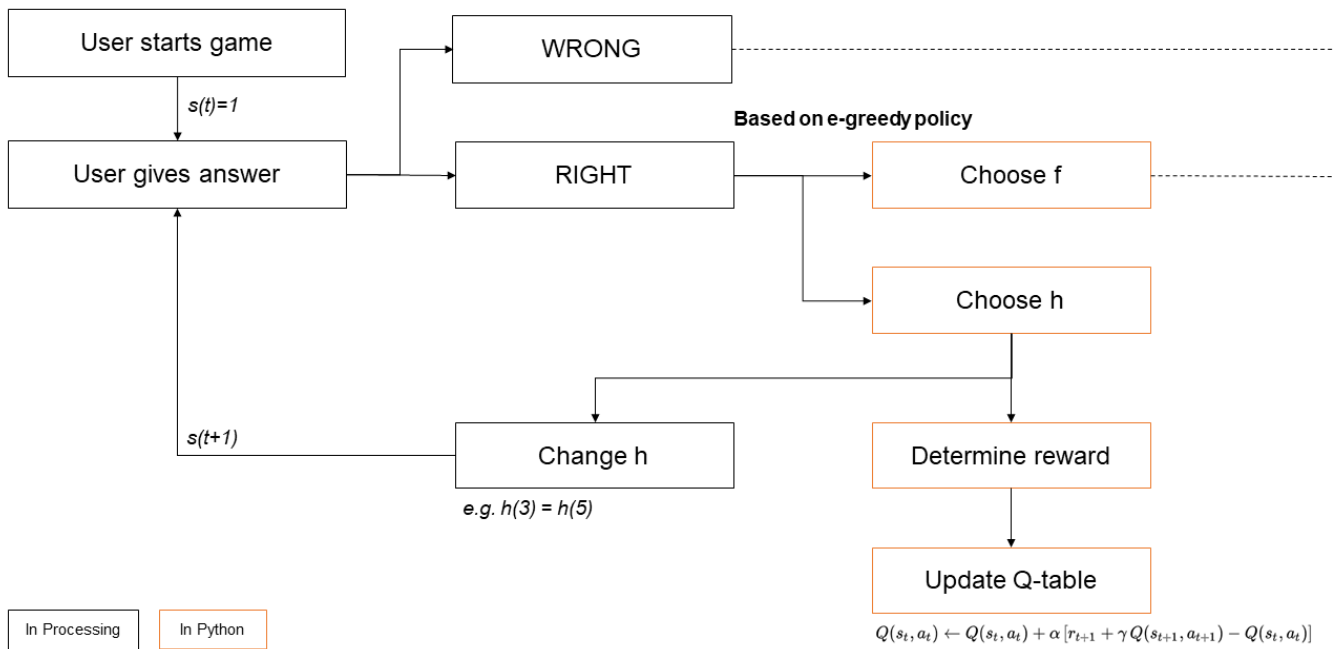 User starts game
WRONG
s(t)=1
Based on e-greedy policy
User gives answer
RIGHT
Choose f
Choose h
s(t+1)
Change h
Determine reward
e.g. h(3) = h(5)
Update Q-table
In Processing
In Python
Q(s_t, a_t) ← Q(s_t, a_t) + α [r_{t+1} + γ Q(s_{t+1}, a_{t+1}) − Q(s_t, a_t)]